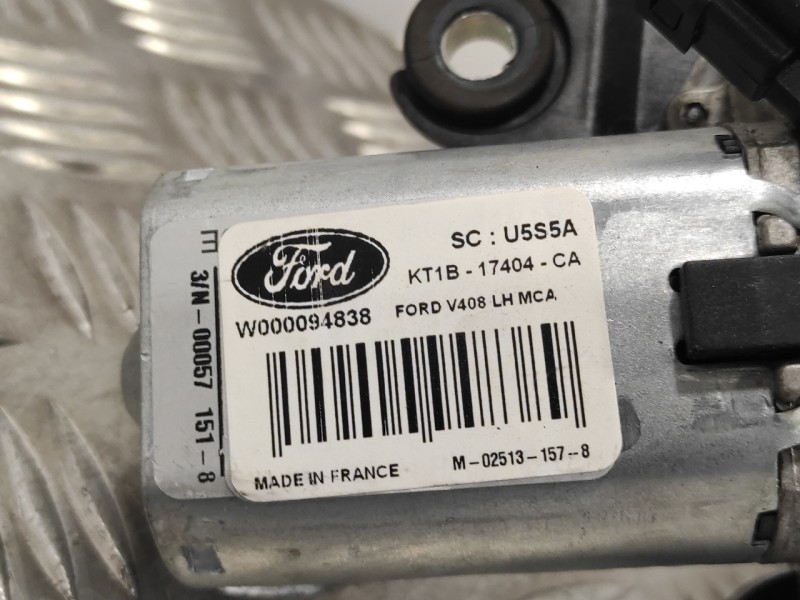 Ford
SC : U5S5A
KT1B - 17404 - CA
W000094838
FORD V408 LH MCA
MADE IN FRANCE
M-02513-157-8
3/N-00057 151-8